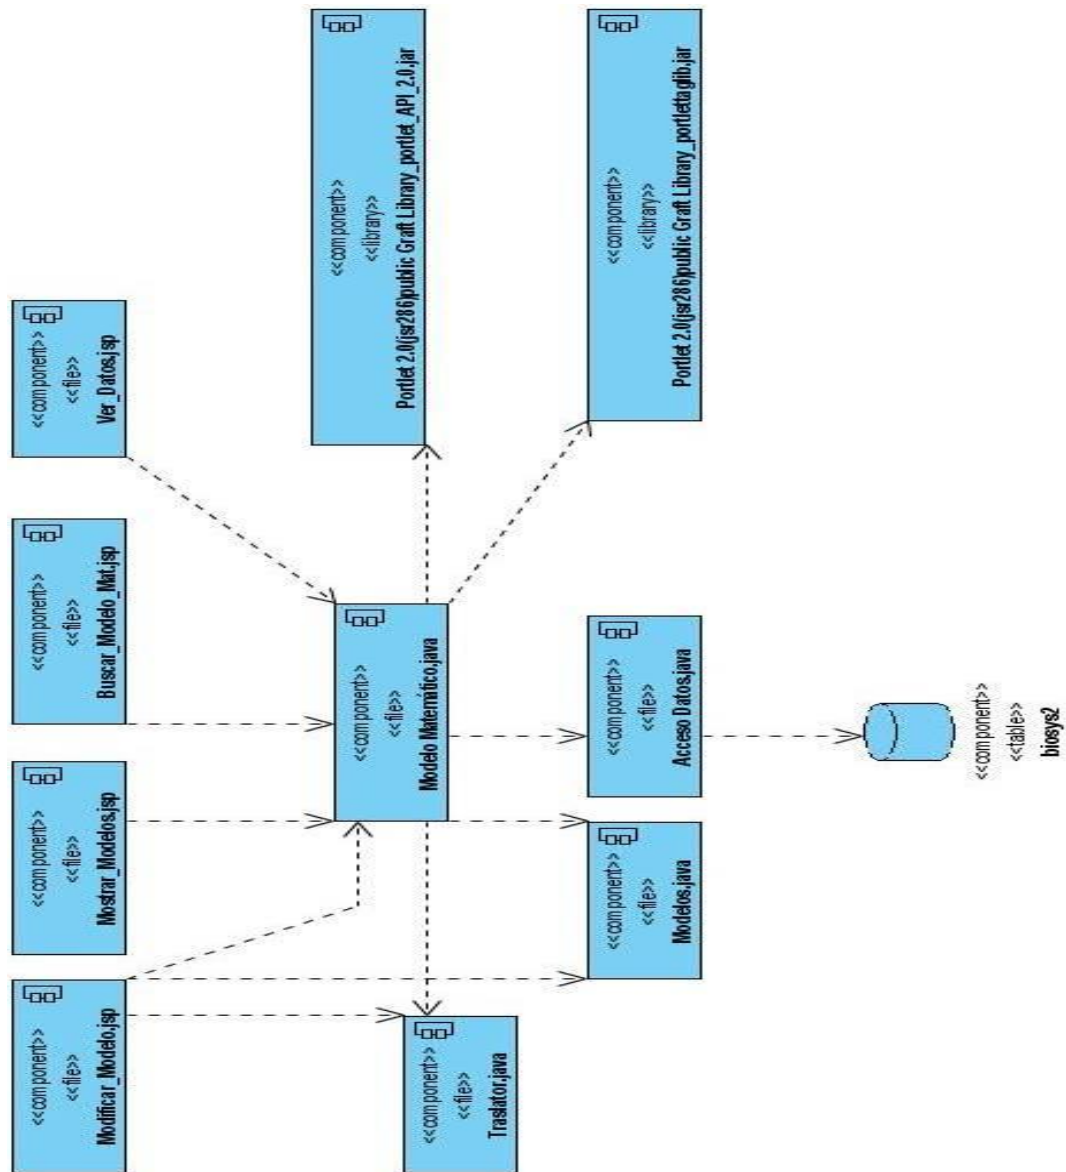 <<component>>
<<file>>
Modificar_Modelo.jsp
<<component>>
<<file>>
Mostrar_Modelos.jsp
<<component>>
<<file>>
Buscar_Modelo_Mat.jsp
<<component>>
<<file>>
Ver_Datos.jsp
<<component>>
<<file>>
Modelo Matemático.java
<<component>>
<<library>>
Portlet 2.0(jsr286)public Graft Library_portlet_API_2.0.jar
<<component>>
<<file>>
Traslator.java
<<component>>
<<file>>
Modelos.java
<<component>>
<<file>>
Acceso Datos.java
<<component>>
<<library>>
Portlet 2.0(jsr286)public Graft Library_portlettaglib.jar
<<component>>
<<table>>
biosys2